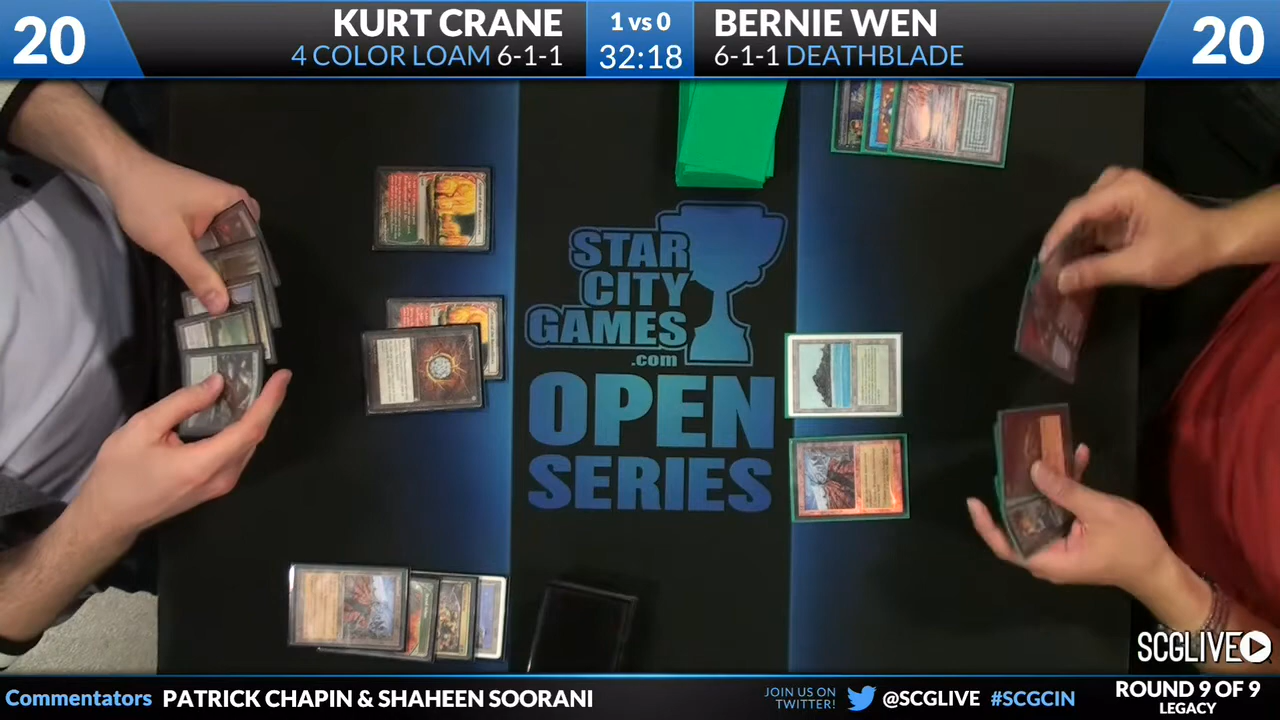 20
KURT CRANE
4 COLOR LOAM 6-1-1
1 vs 0
32:18
BERNIE WEN
6-1-1 DEATHBLADE
20
STAR
CITY
GAMES
.com
OPEN
SERIES
SCGLIVE
Commentators PATRICK CHAPIN & SHAHEEN SOORANI
JOIN US ON
TWITTER!
@SCGLIVE #SCGCIN
ROUND 9 OF 9
LEGACY